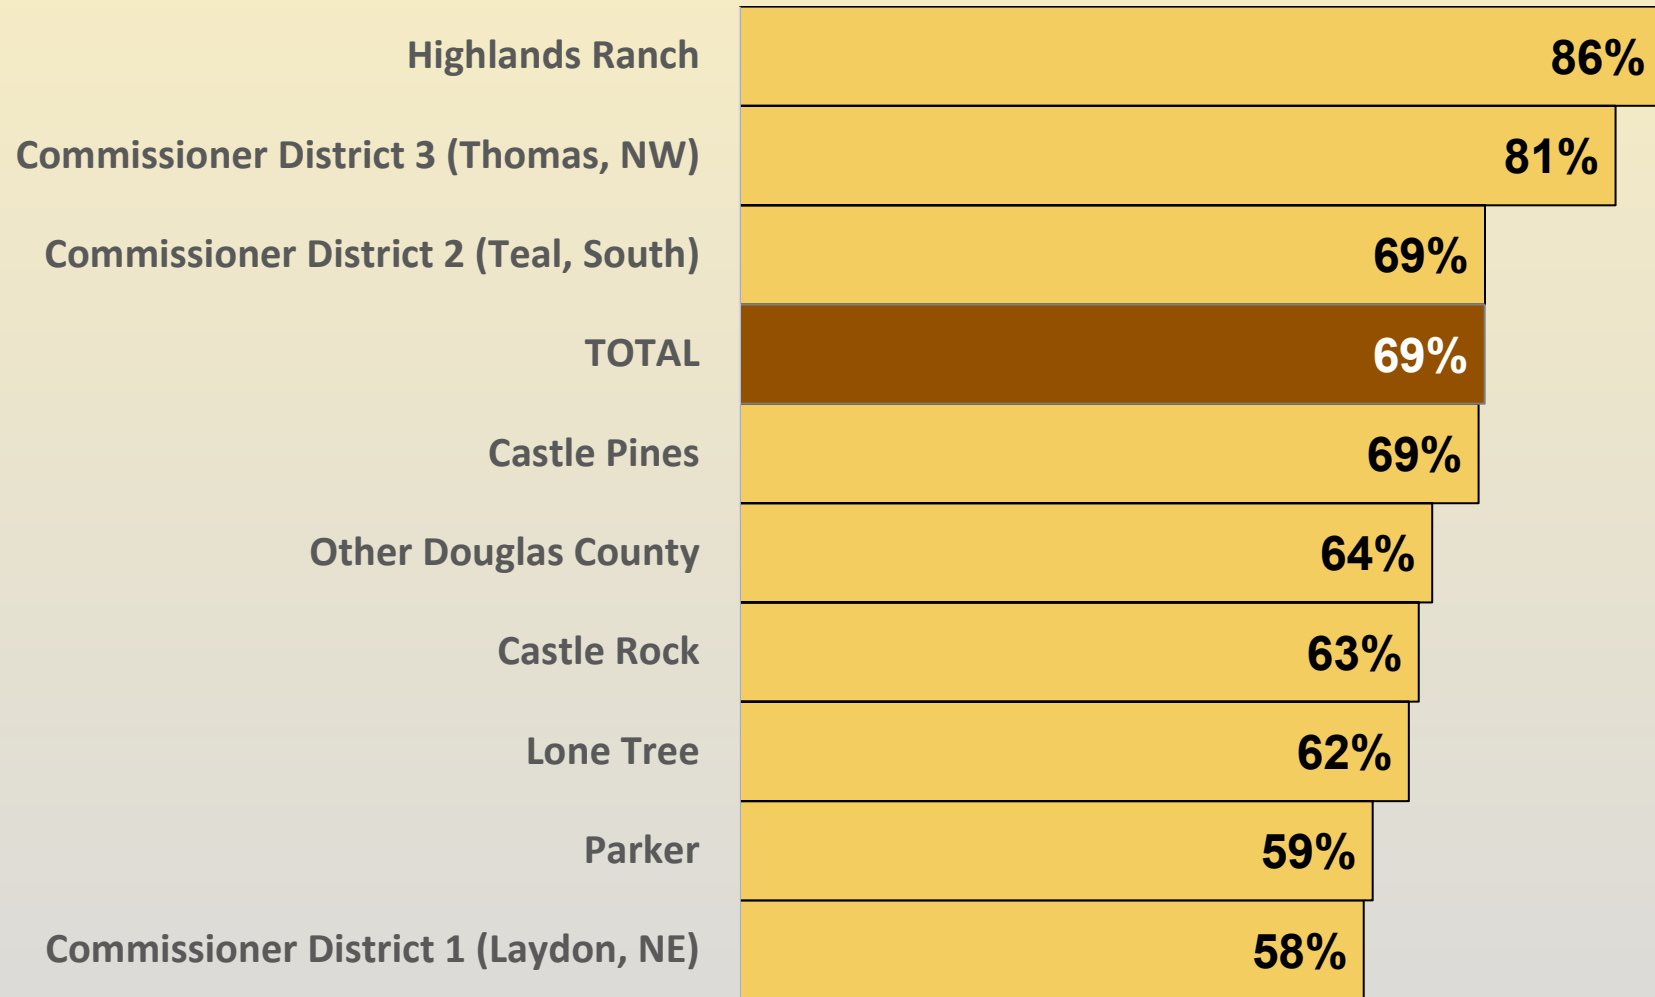 Highlands Ranch 86%
Commissioner District 3 (Thomas, NW) 81%
Commissioner District 2 (Teal, South) 69%
TOTAL 69%
Castle Pines 69%
Other Douglas County 64%
Castle Rock 63%
Lone Tree 62%
Parker 59%
Commissioner District 1 (Laydon, NE) 58%